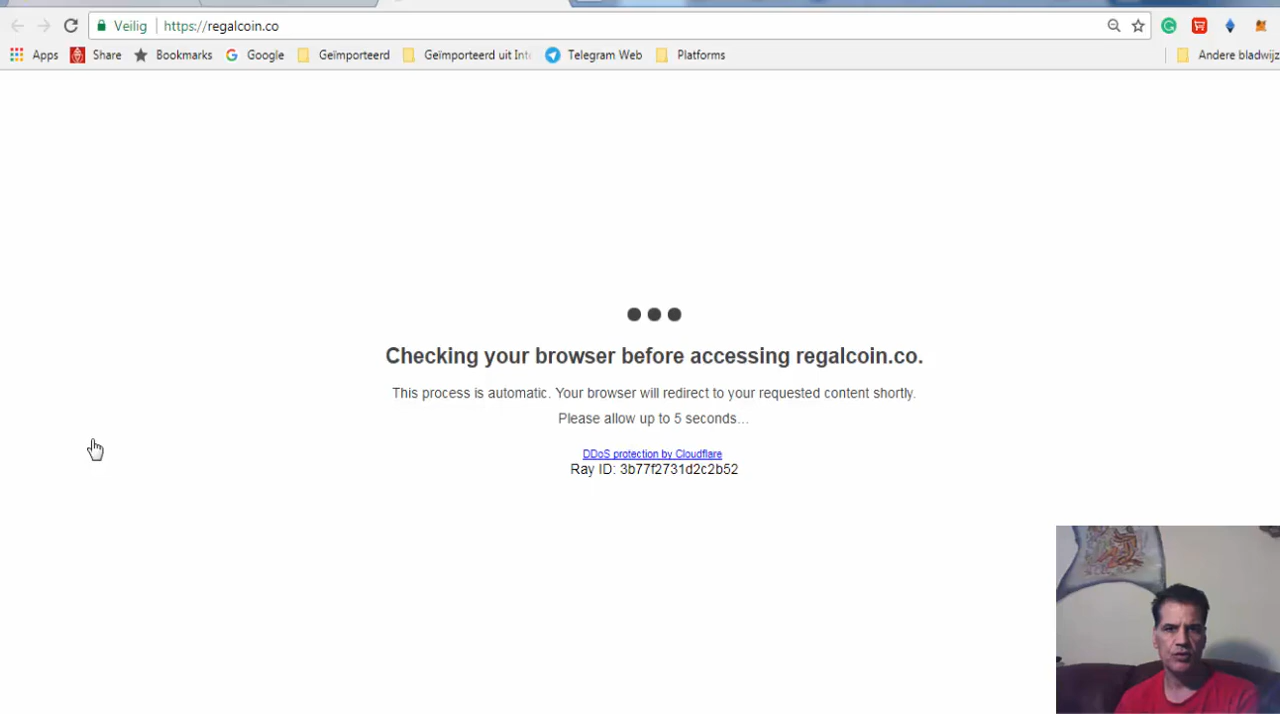 Veilig https://regalcoin.co
Apps Share Bookmarks Google Geïmporteerd Geïmporteerd uit Int Telegram Web Platforms Andere bladwijz
Checking your browser before accessing regalcoin.co.
This process is automatic. Your browser will redirect to your requested content shortly.
Please allow up to 5 seconds...
DDoS protection by Cloudflare
Ray ID: 3b77f2731d2c2b52